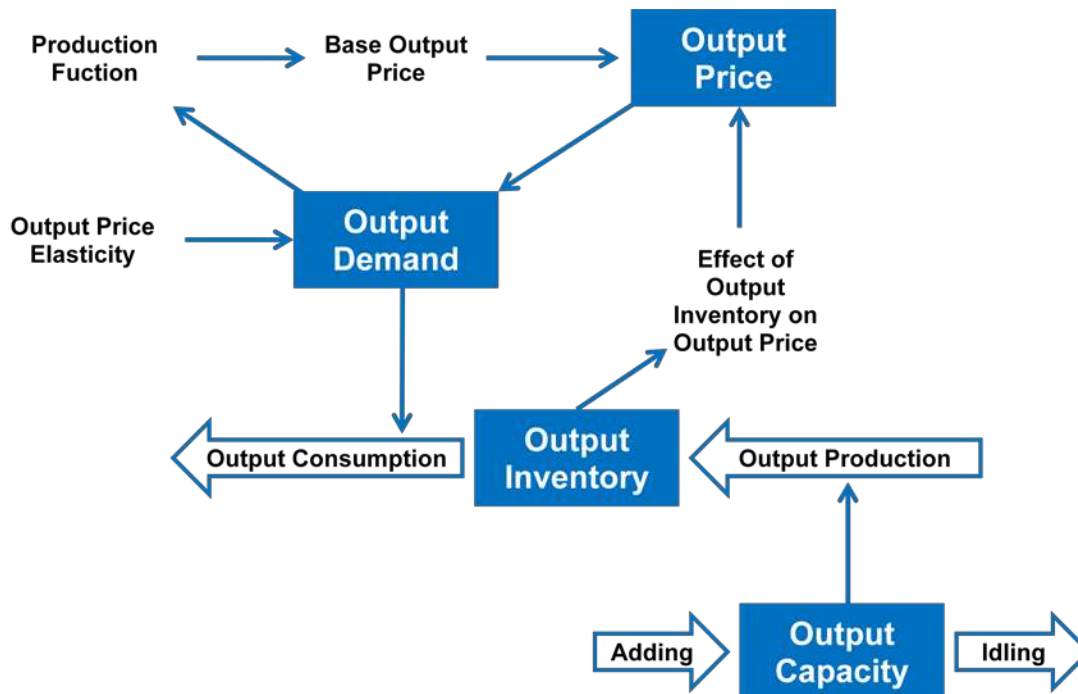 Production
Fuction
Base Output
Price
Output
Price
Output Price
Elasticity
Output
Demand
Effect of
Output
Inventory on
Output Price
Output Consumption
Output
Inventory
Output Production
Adding
Output
Capacity
Idling